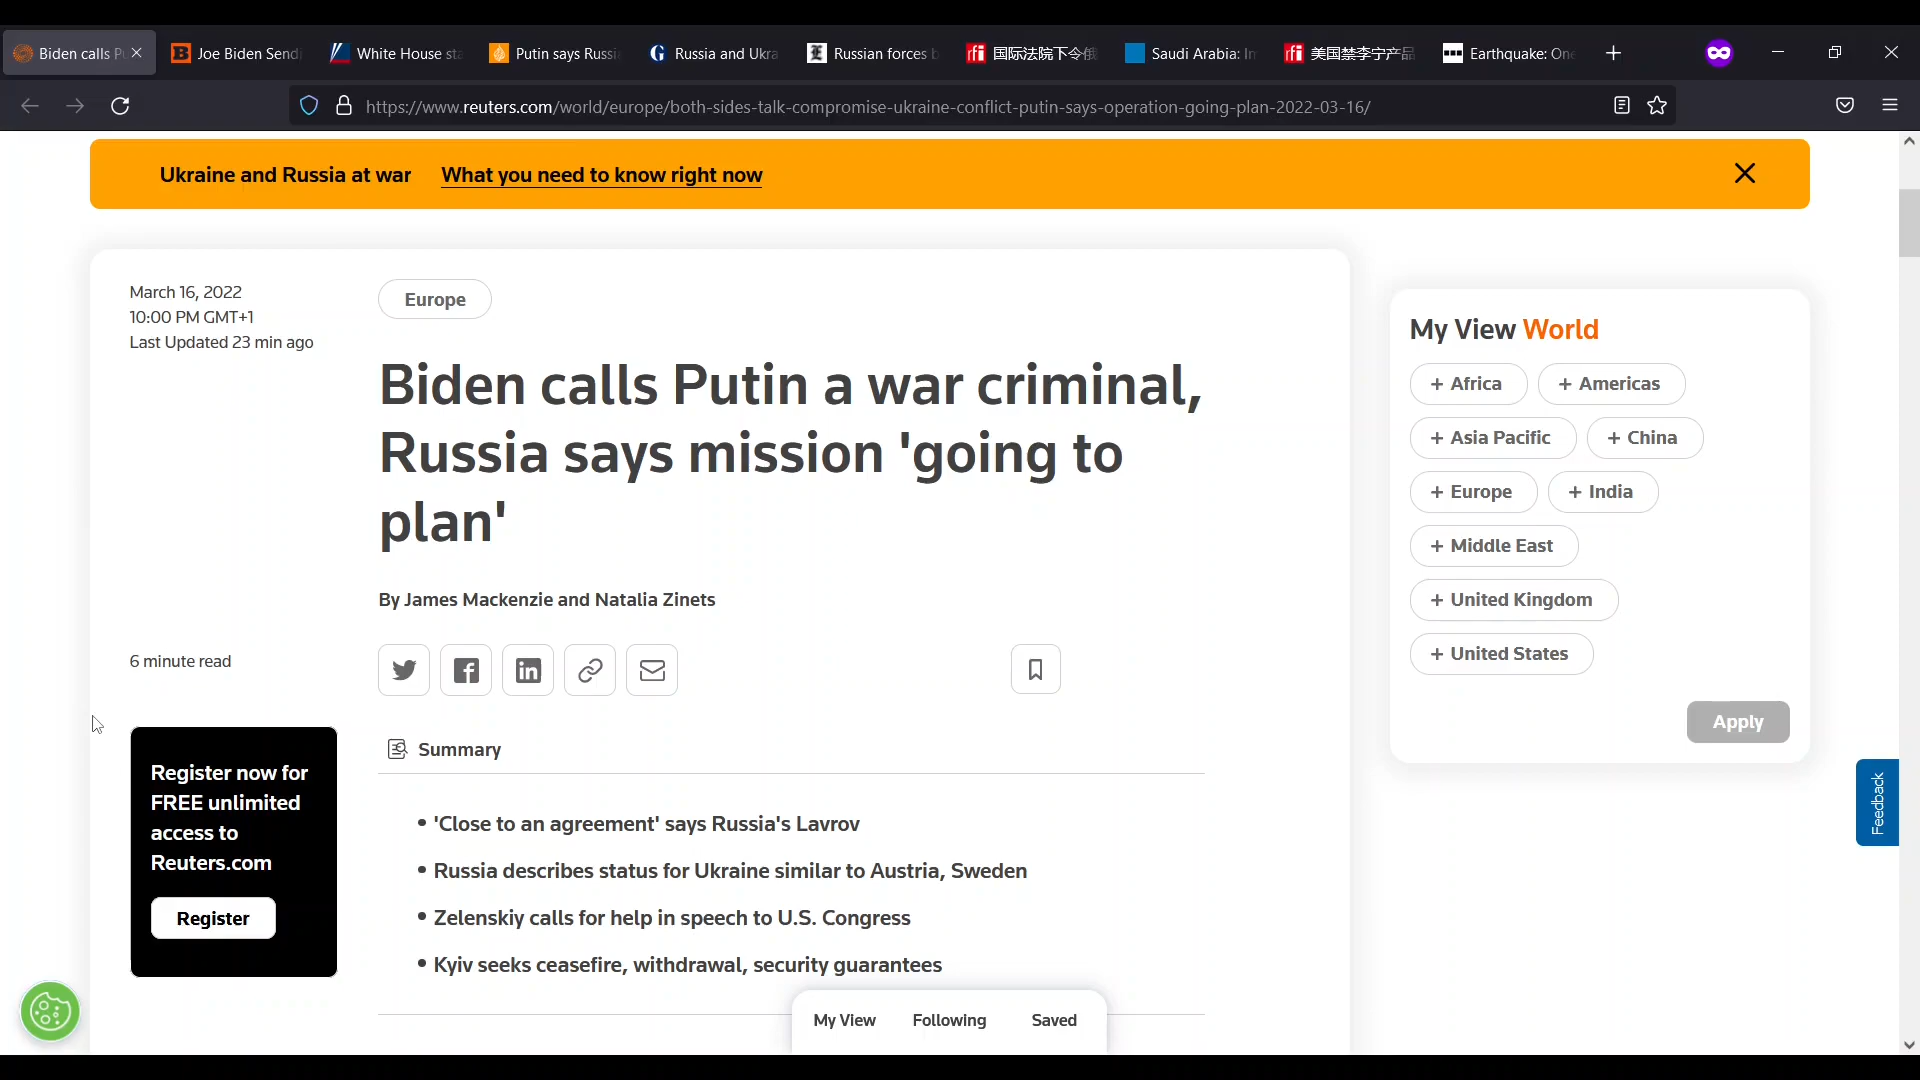 Biden calls
Joe Biden Sendi
White House sta
Putin says Russi
Russia and Ukra
Russian forces b
rfi
国际法院下令俄
Saudi Arabia: In
rfi
美国禁李宁产品
Earthquake: One
https://www.reuters.com/world/europe/both-sides-talk-compromise-ukraine-conflict-putin-says-operation-going-plan-2022-03-16/
Ukraine and Russia at war What you need to know right now
March 16, 2022
10:00 PM GMT+1
Last Updated 23 min ago
Europe
Biden calls Putin a war criminal,
Russia says mission 'going to
plan'
By James Mackenzie and Natalia Zinets
6 minute read
Summary
'Close to an agreement' says Russia's Lavrov
Russia describes status for Ukraine similar to Austria, Sweden
Zelenskiy calls for help in speech to U.S. Congress
Kyiv seeks ceasefire, withdrawal, security guarantees
Register now for
FREE unlimited
access to
Reuters.com
Register
My View Following Saved
My View World
+ Africa + Americas
+ Asia Pacific + China
+ Europe + India
+ Middle East
+ United Kingdom
+ United States
Apply
Feedback